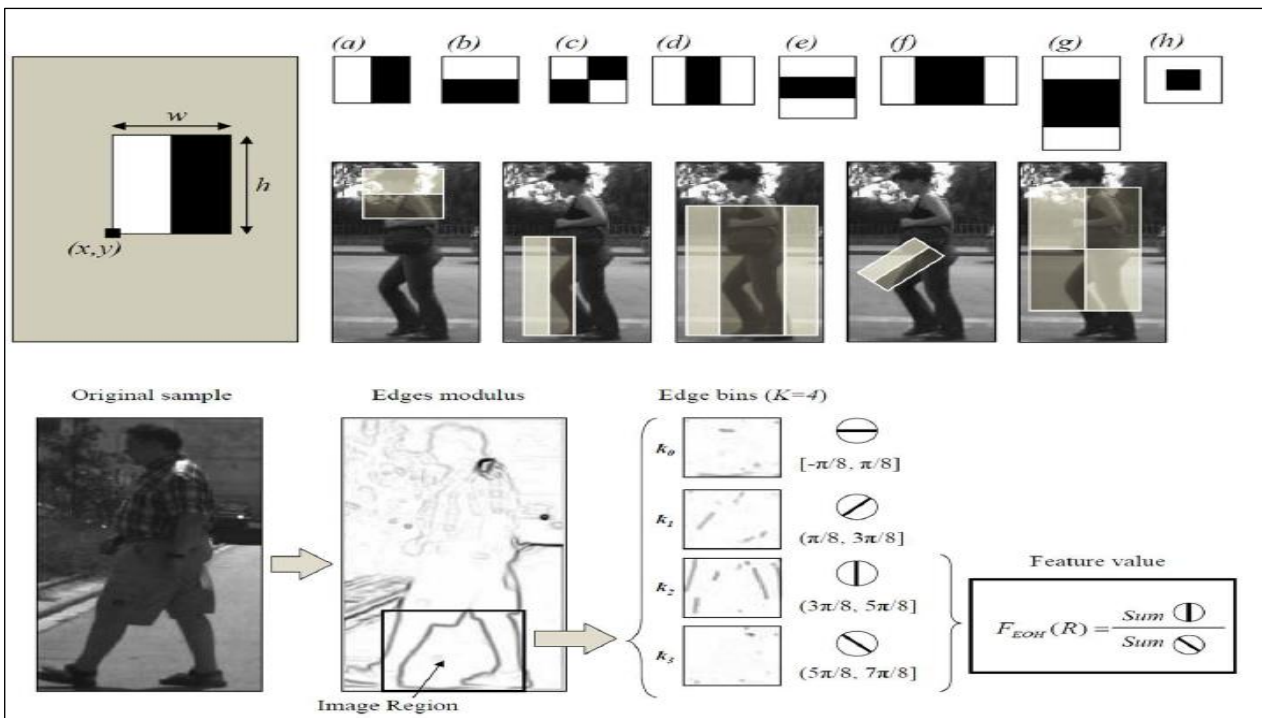 (a) (b) (c) (d) (e) (f) (g) (h)
w
h
(x,y)
Original sample
Edges modulus
Edge bins (K=4)
k₀
[-π/8, π/8]
k₁
(π/8, 3π/8]
k₂
(3π/8, 5π/8]
k₃
(5π/8, 7π/8]
Feature value
F_EOH (R) = Sum / Sum
Image Region